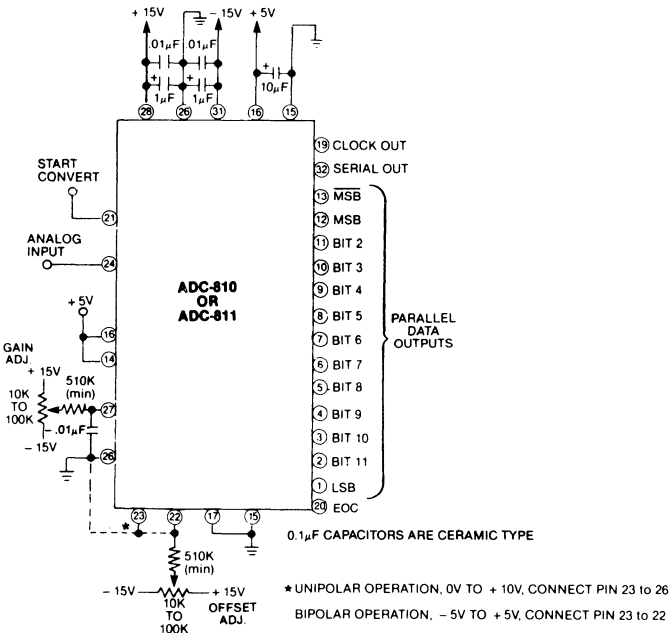 + 15V
- 15V
+ 5V
.01µF
.01µF
+
1µF
+
1µF
+
10µF
28
26
31
16
15
19 CLOCK OUT
32 SERIAL OUT
13 MSB
12 MSB
11 BIT 2
10 BIT 3
9 BIT 4
8 BIT 5
7 BIT 6
6 BIT 7
5 BIT 8
4 BIT 9
3 BIT 10
2 BIT 11
1 LSB
20 EOC
PARALLEL
DATA
OUTPUTS
START
CONVERT
21
ANALOG
INPUT
24
ADC-810
OR
ADC-811
+ 5V
16
14
GAIN
ADJ.
+ 15V
10K
TO
100K
- 15V
510K
(min)
27
.01µF
26
23
22
17
15
*
510K
(min)
- 15V
+ 15V
10K
TO
100K
OFFSET
ADJ.
0.1µF CAPACITORS ARE CERAMIC TYPE
* UNIPOLAR OPERATION, 0V TO + 10V, CONNECT PIN 23 to 26
BIPOLAR OPERATION, - 5V TO + 5V, CONNECT PIN 23 to 22